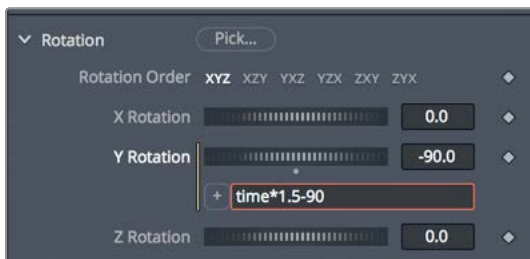 Rotation Pick...
Rotation Order XYZ XZY YXZ YZX ZXY ZYX
X Rotation 0.0
Y Rotation -90.0
+ time*1.5-90
Z Rotation 0.0